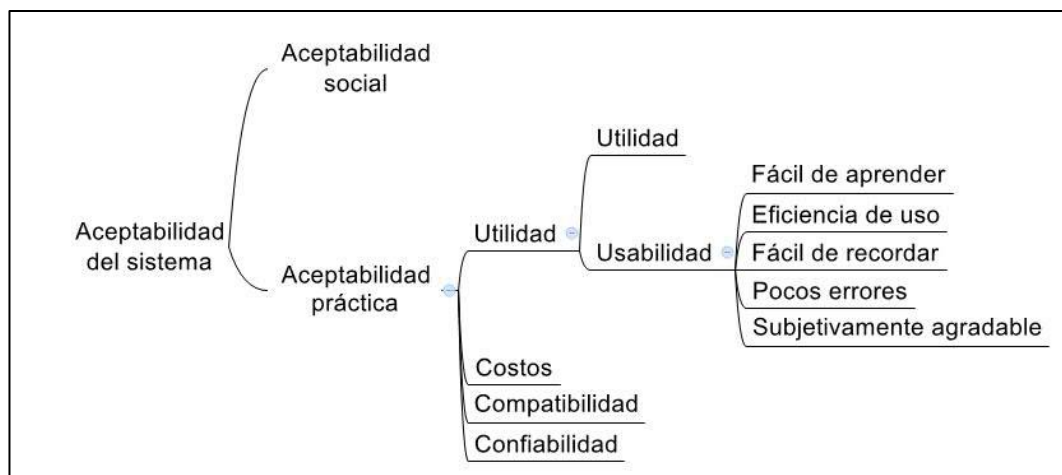 Aceptabilidad
social
Utilidad
Fácil de aprender
Eficiencia de uso
Aceptabilidad
del sistema
Utilidad
Usabilidad
Fácil de recordar
Aceptabilidad
práctica
Pocos errores
Subjetivamente agradable
Costos
Compatibilidad
Confiabilidad